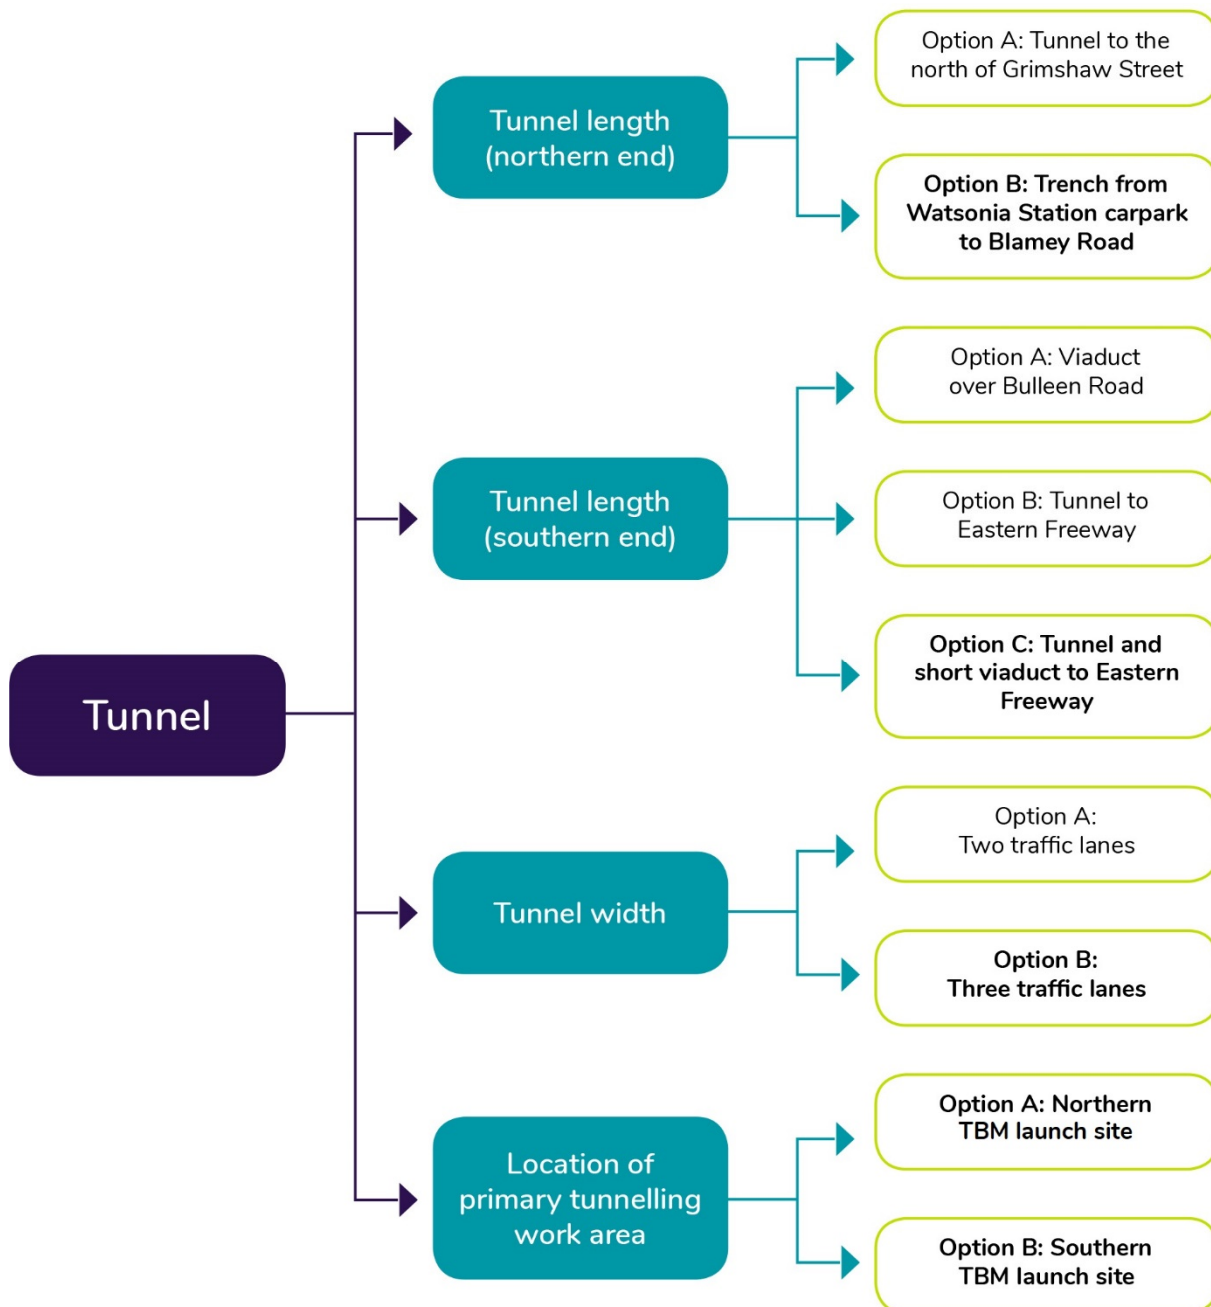 Tunnel
Tunnel length
(northern end)
Option A: Tunnel to the
north of Grimshaw Street
Option B: Trench from
Watsonia Station carpark
to Blamey Road
Tunnel length
(southern end)
Option A: Viaduct
over Bulleen Road
Option B: Tunnel to
Eastern Freeway
Option C: Tunnel and
short viaduct to Eastern
Freeway
Tunnel width
Option A:
Two traffic lanes
Option B:
Three traffic lanes
Location of
primary tunnelling
work area
Option A: Northern
TBM launch site
Option B: Southern
TBM launch site